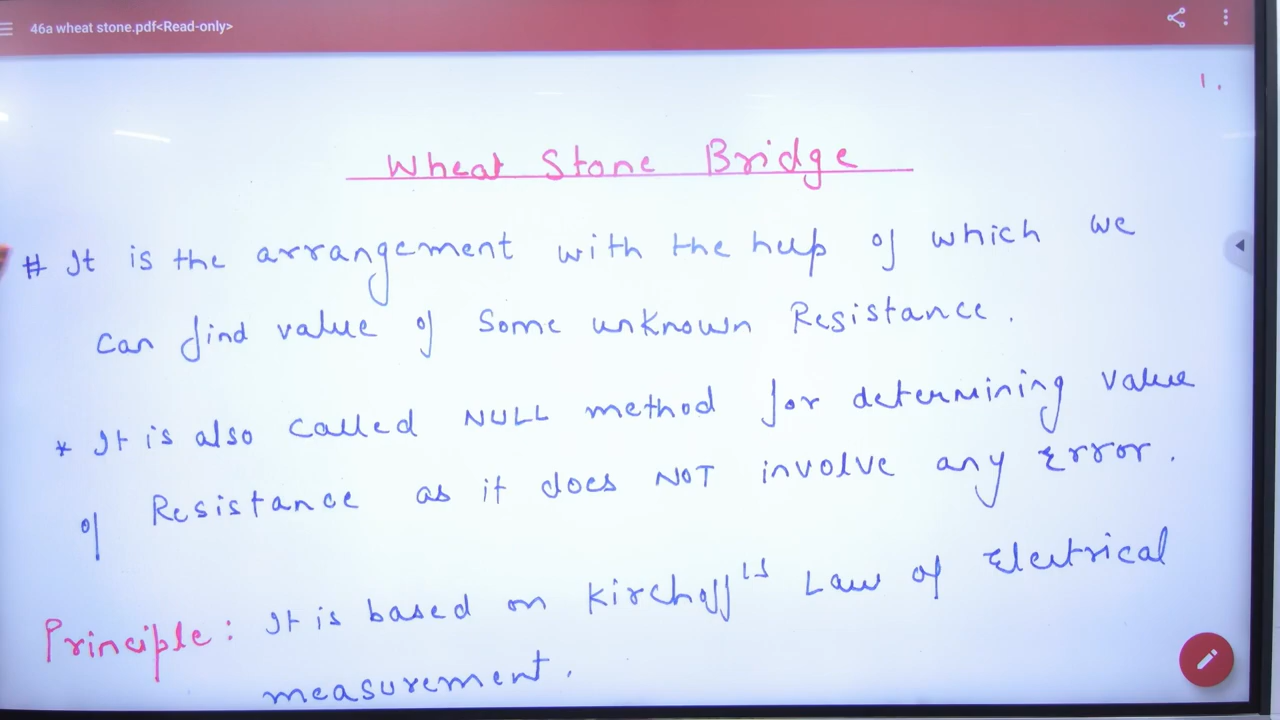 46a wheat stone.pdf<Read-only>
1.
Wheat Stone Bridge
# It is the arrangement with the help of which we
can find value of some unknown Resistance.
* It is also called NULL method for determining value
of Resistance as it does NOT involve any Error.
Principle: It is based on Kirchoff's Law of Electrical
measurement.